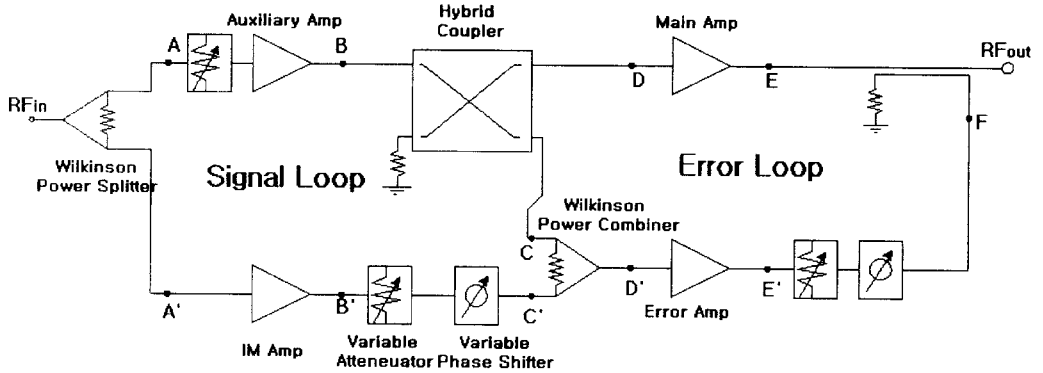 Auxiliary Amp
Hybrid
Coupler
Main Amp
RFout
A
B
D
E
RFin
F
Wilkinson
Power Splitter
Signal Loop
Error Loop
Wilkinson
Power Combiner
C
A'
B'
C'
D'
E'
Error Amp
IM Amp
Variable
Atteneuator
Variable
Phase Shifter